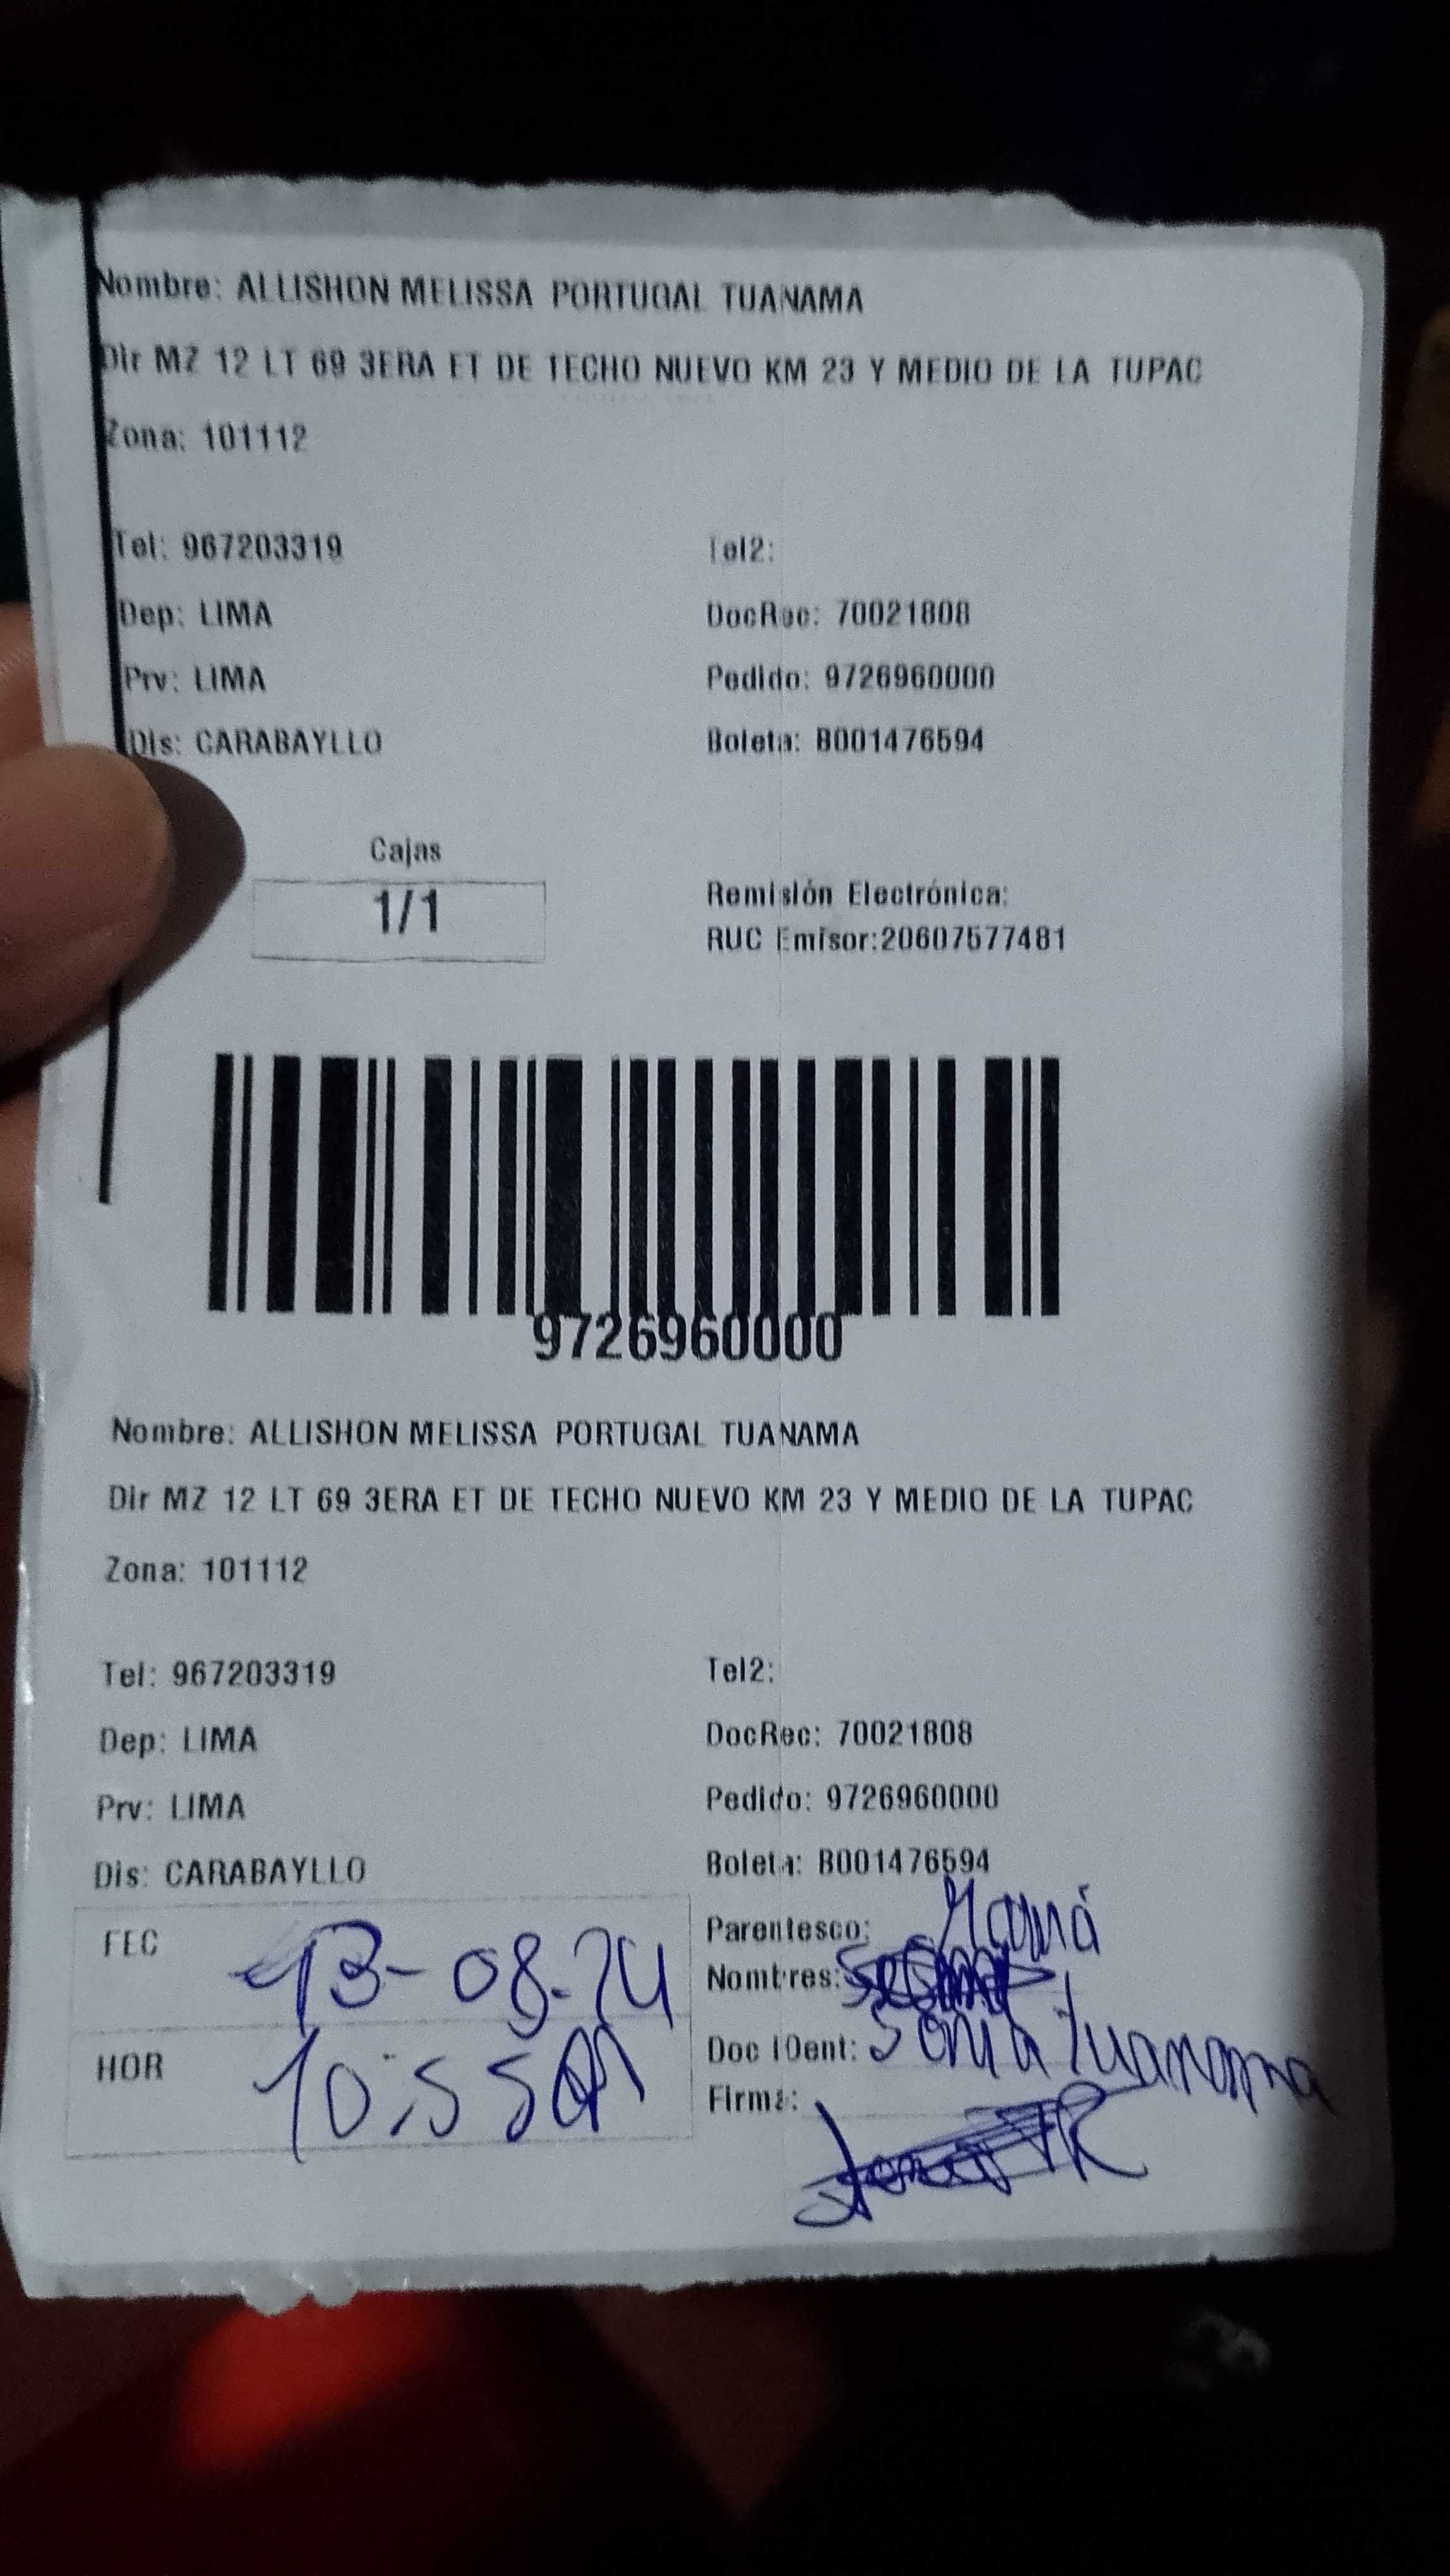 Nombre: ALLISHON MELISSA PORTUGAL TUANAMA
Dir MZ 12 LT 69 3ERA ET DE TECHO NUEVO KM 23 Y MEDIO DE LA TUPAC
Zona: 101112
Tel: 967203319 Tel2:
Dep: LIMA DocRec: 70021808
Prv: LIMA Pedido: 9726960000
Dis: CARABAYLLO Boleta: B001476594
Cajas
1/1
Remisión Electrónica:
RUC Emisor:20607577481
9726960000
Nombre: ALLISHON MELISSA PORTUGAL TUANAMA
Dir MZ 12 LT 69 3ERA ET DE TECHO NUEVO KM 23 Y MEDIO DE LA TUPAC
Zona: 101112
Tel: 967203319 Tel2:
Dep: LIMA DocRec: 70021808
Prv: LIMA Pedido: 9726960000
Dis: CARABAYLLO Boleta: B001476594
FEC 13-08-24
HOR 10:55
Parentesco: Mamá
Nombres:
Doc IDent: Sonia Tuanama
Firma: